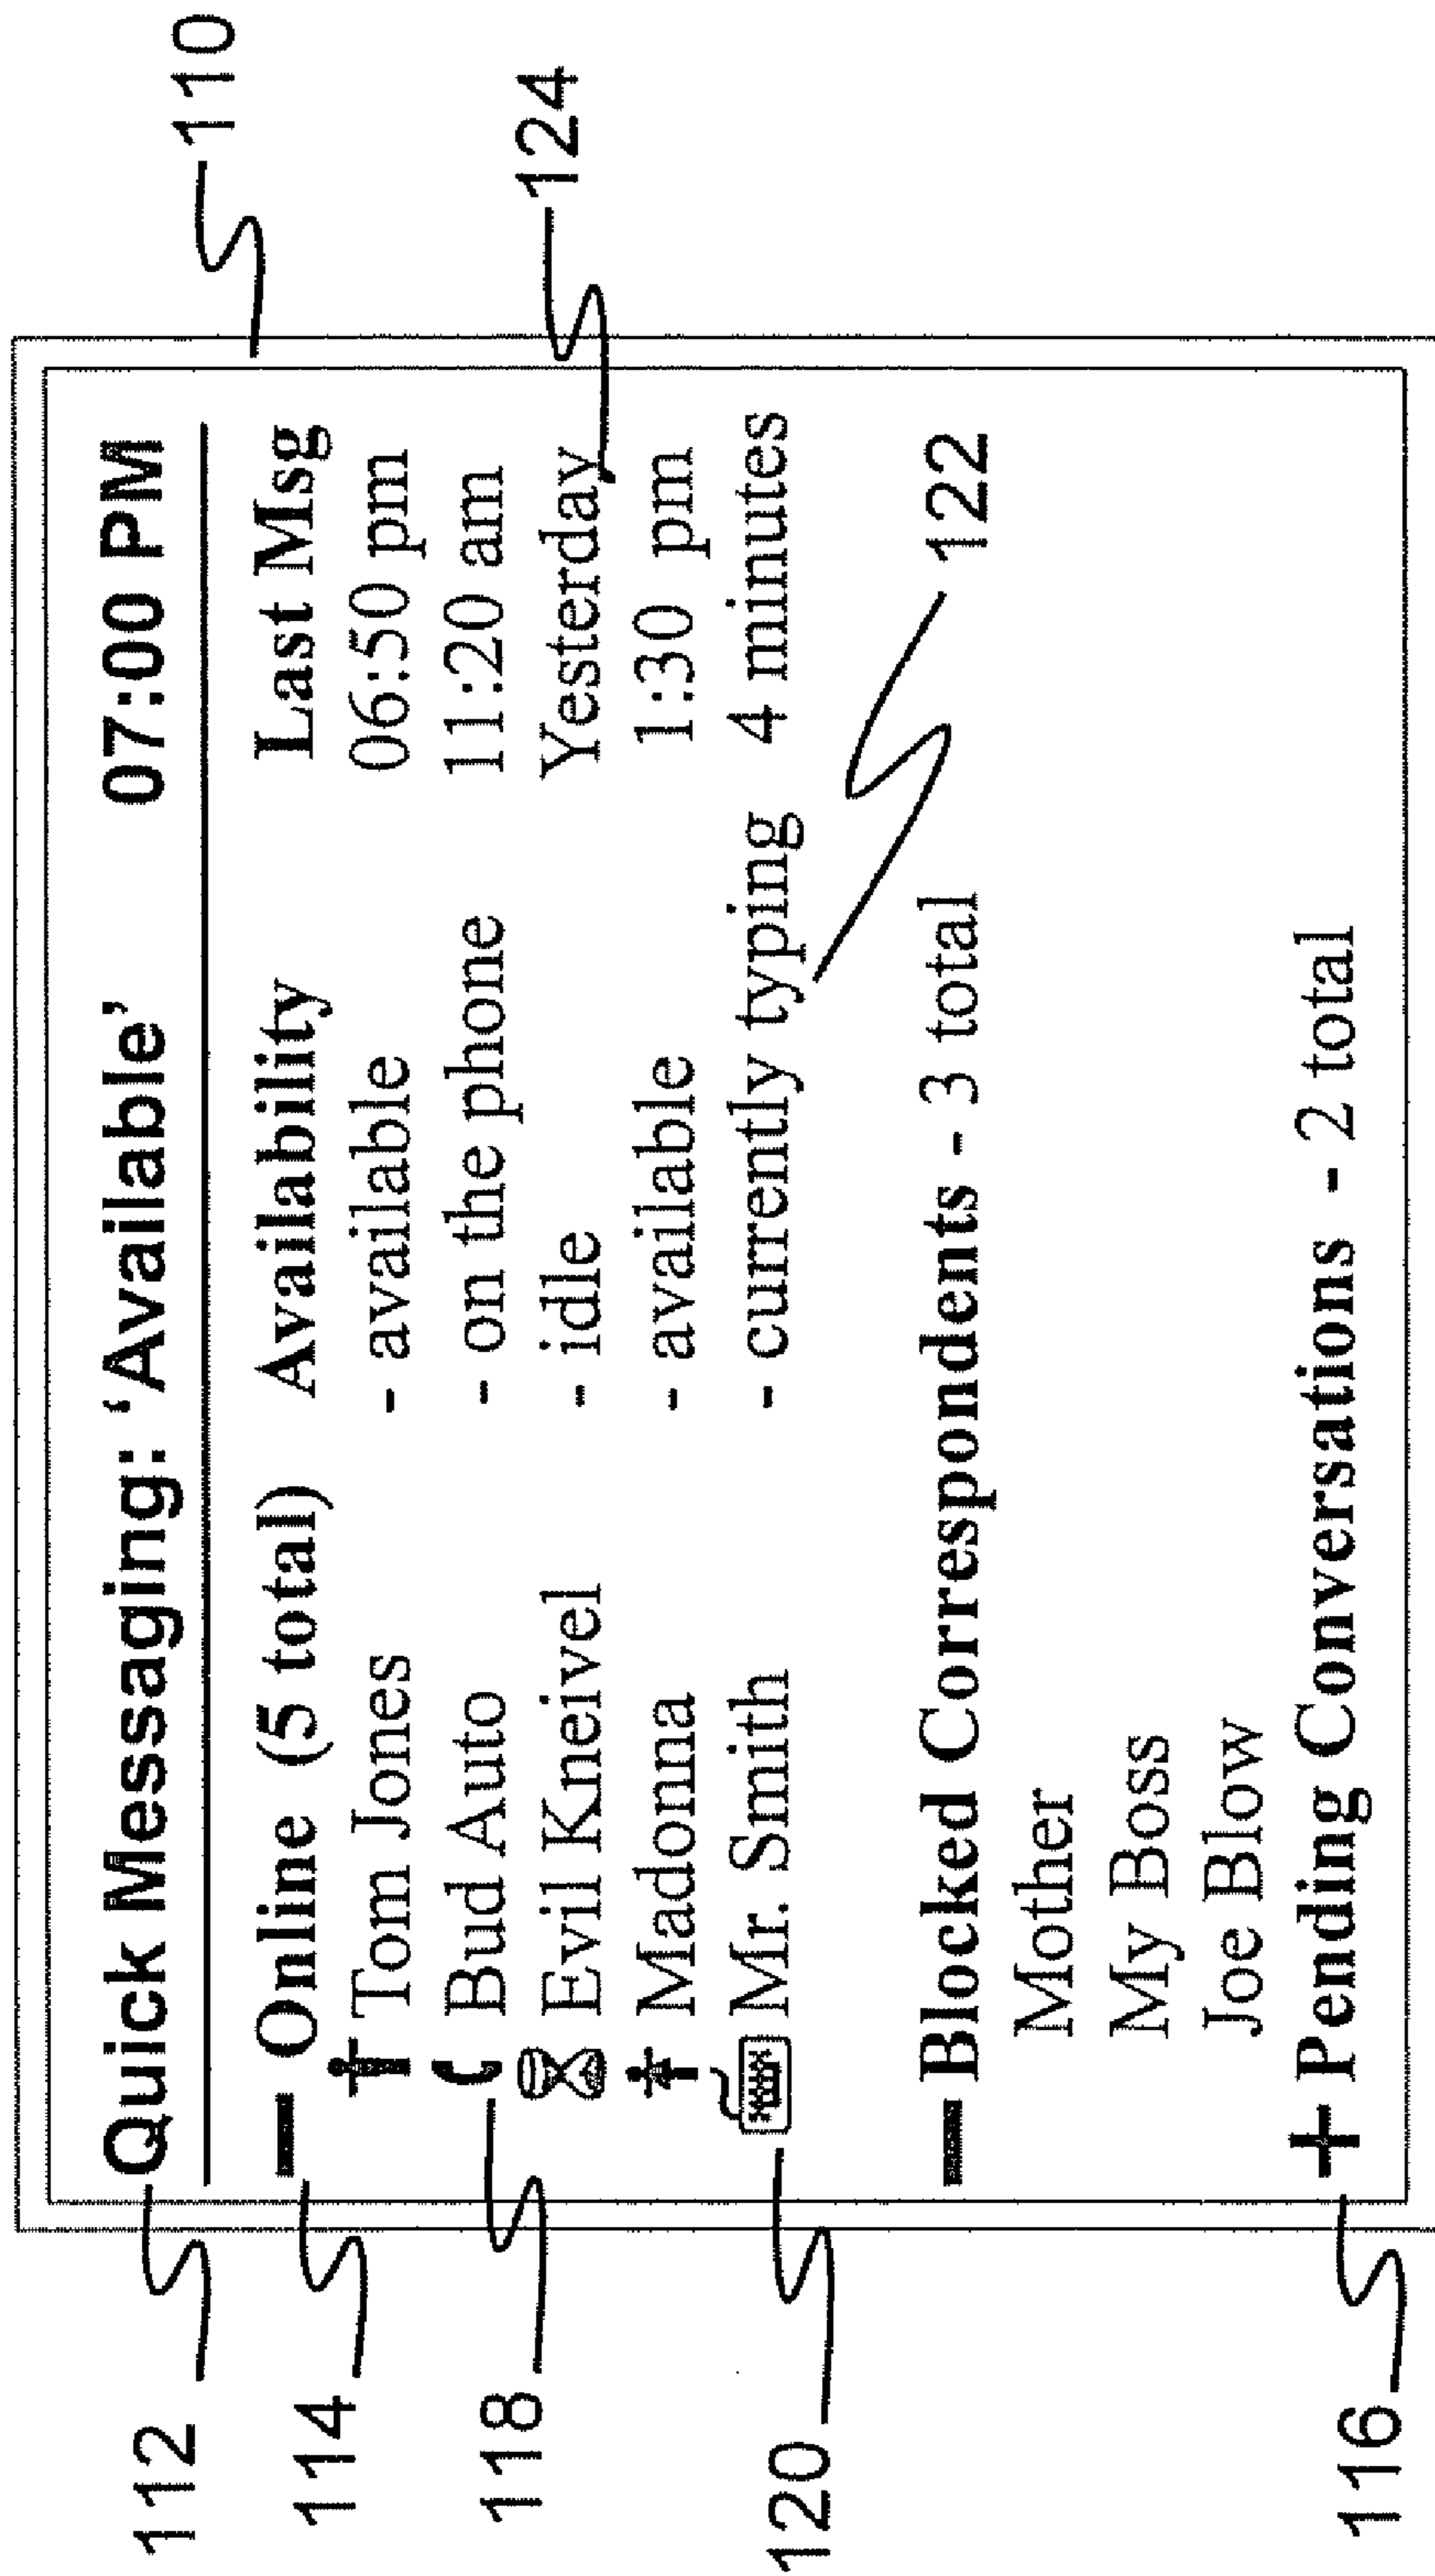 112 Quick Messaging: ‘Available’ 07:00 PM 110
114 – Online (5 total) Availability Last Msg
Tom Jones - available 06:50 pm
118 Bud Auto - on the phone 11:20 am
Evil Kneivel - idle Yesterday 124
Madonna - available 1:30 pm
120 Mr. Smith - currently typing 4 minutes
122
– Blocked Correspondents - 3 total
Mother
My Boss
Joe Blow
116 + Pending Conversations - 2 total